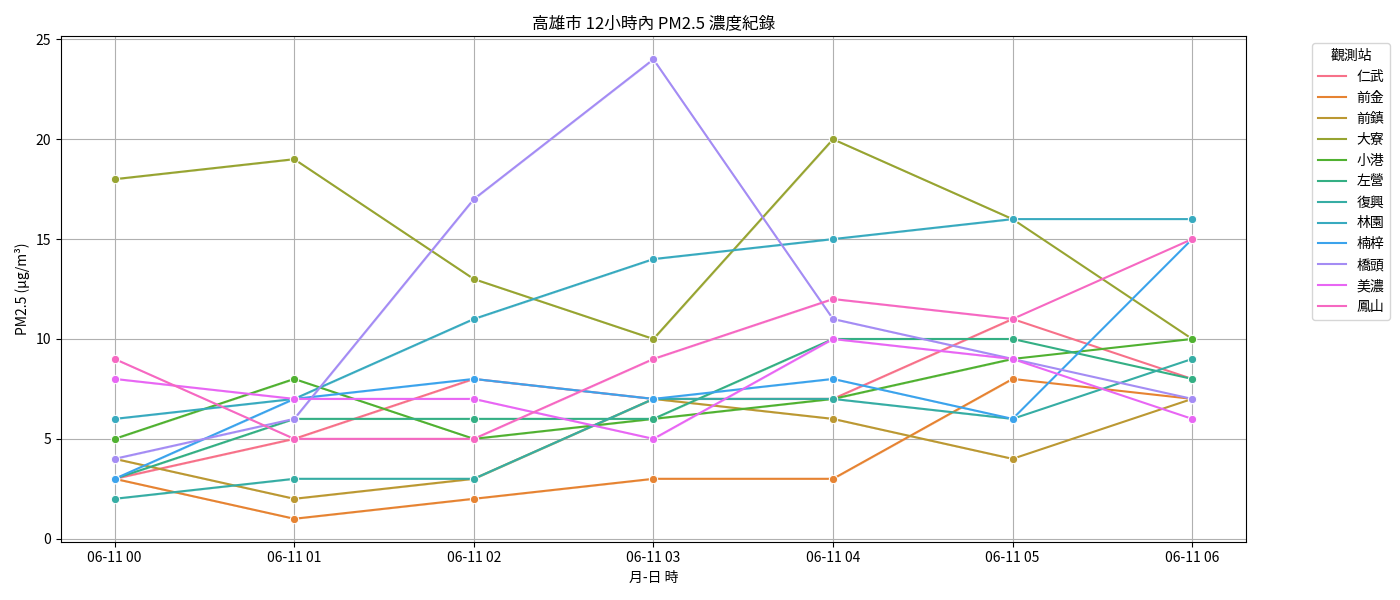 高雄市 12小時內 PM2.5 濃度紀錄
25
20
15
10
5
0
PM2.5 (μg/m³)
06-11 00
06-11 01
06-11 02
06-11 03
06-11 04
06-11 05
06-11 06
月-日 時
觀測站
仁武
前金
前鎮
大寮
小港
左營
復興
林園
楠梓
橋頭
美濃
鳳山